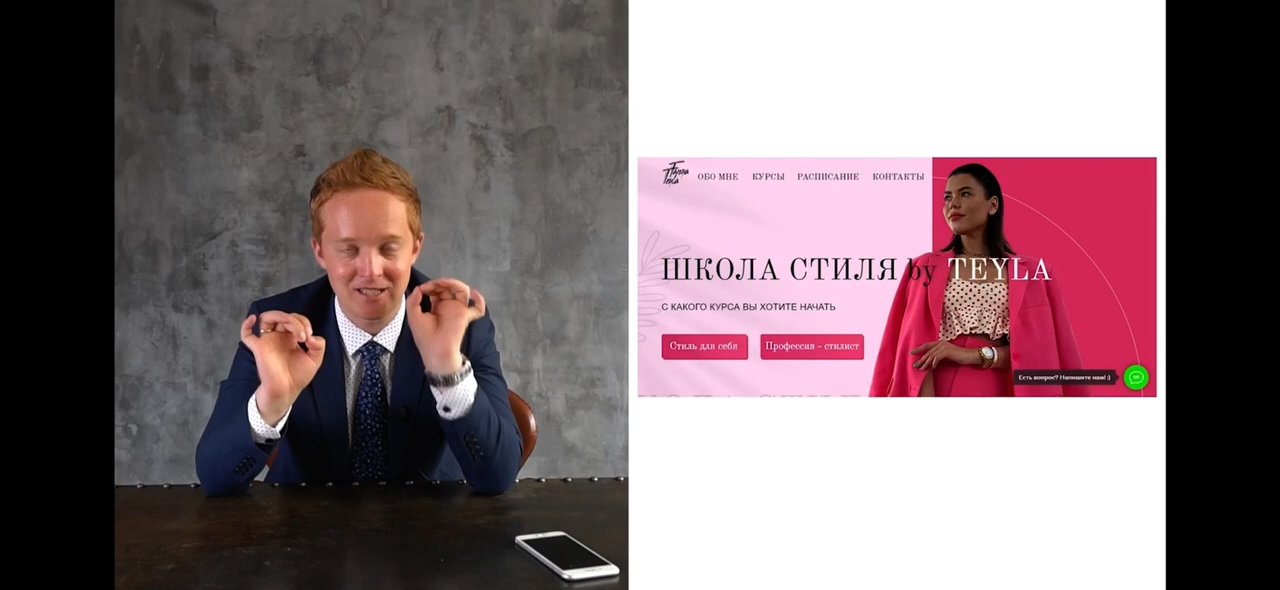 ОБО МНЕ КУРСЫ РАСПИСАНИЕ КОНТАКТЫ
ШКОЛА СТИЛЯ by TEYLA
С КАКОГО КУРСА ВЫ ХОТИТЕ НАЧАТЬ
Стиль для себя Профессия - стилист
Есть вопрос? Напишите нам! :)